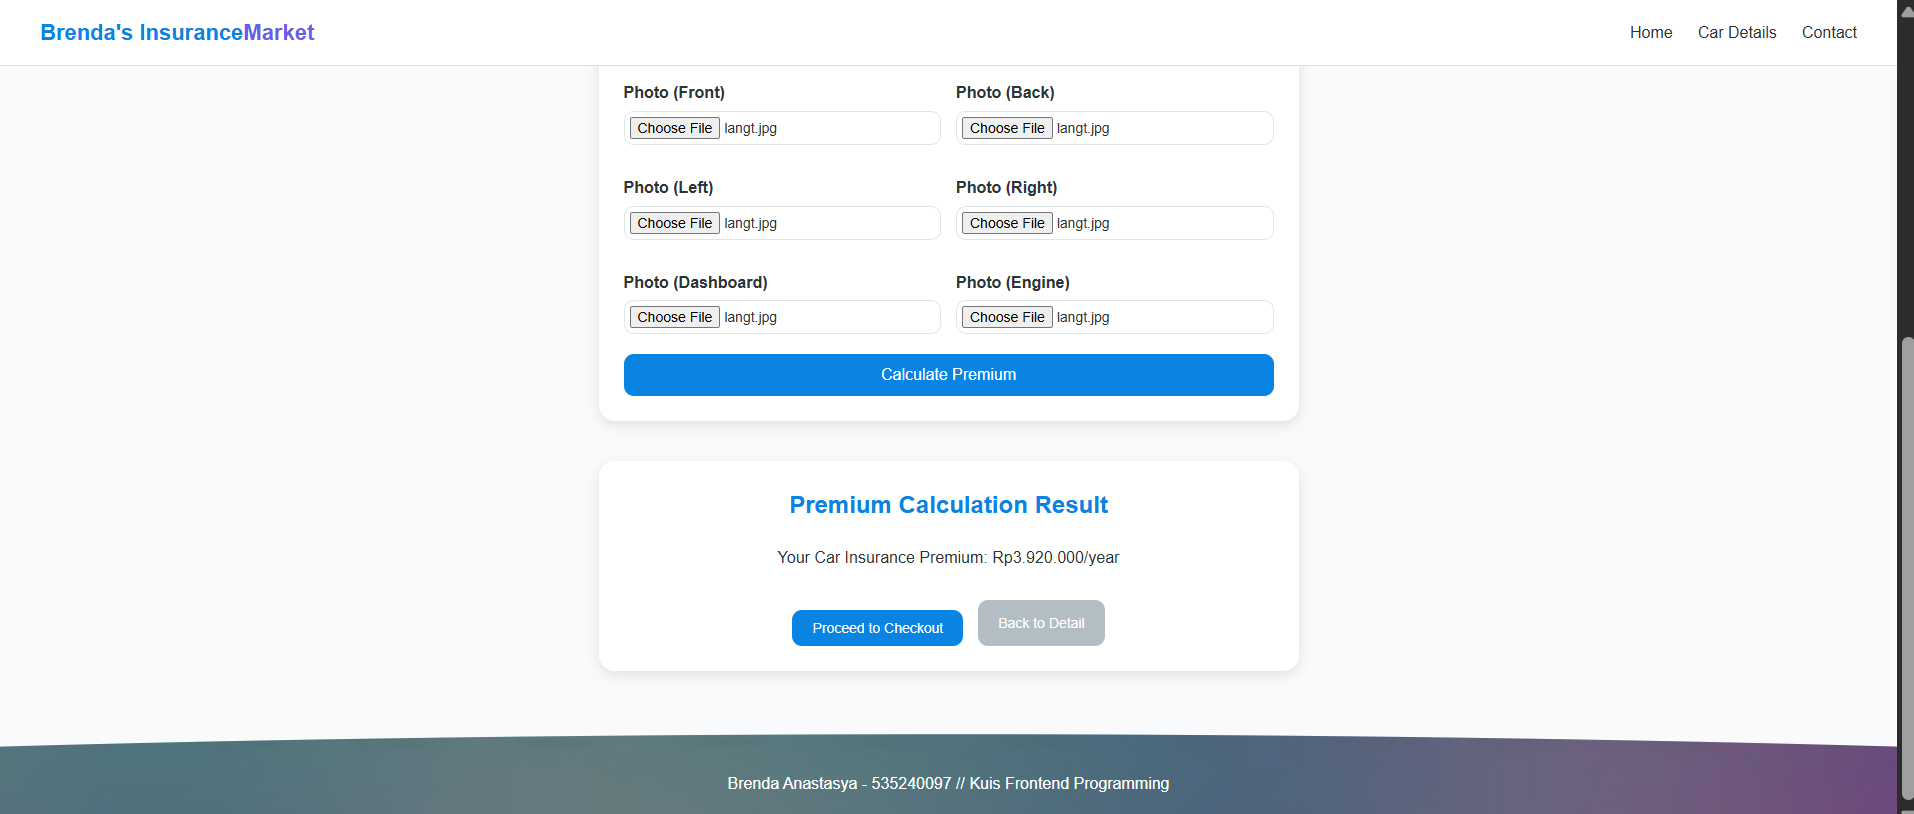 Brenda's InsuranceMarket
Home Car Details Contact
Photo (Front) Photo (Back)
Choose File langt.jpg Choose File langt.jpg
Photo (Left) Photo (Right)
Choose File langt.jpg Choose File langt.jpg
Photo (Dashboard) Photo (Engine)
Choose File langt.jpg Choose File langt.jpg
Calculate Premium
Premium Calculation Result
Your Car Insurance Premium: Rp3.920.000/year
Proceed to Checkout Back to Detail
Brenda Anastasya - 535240097 // Kuis Frontend Programming